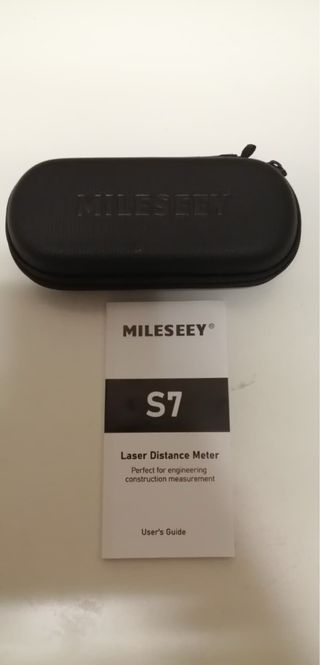 MILESEEY
MILESEEY®
S7
Laser Distance Meter
Perfect for engineering
construction measurement
User's Guide